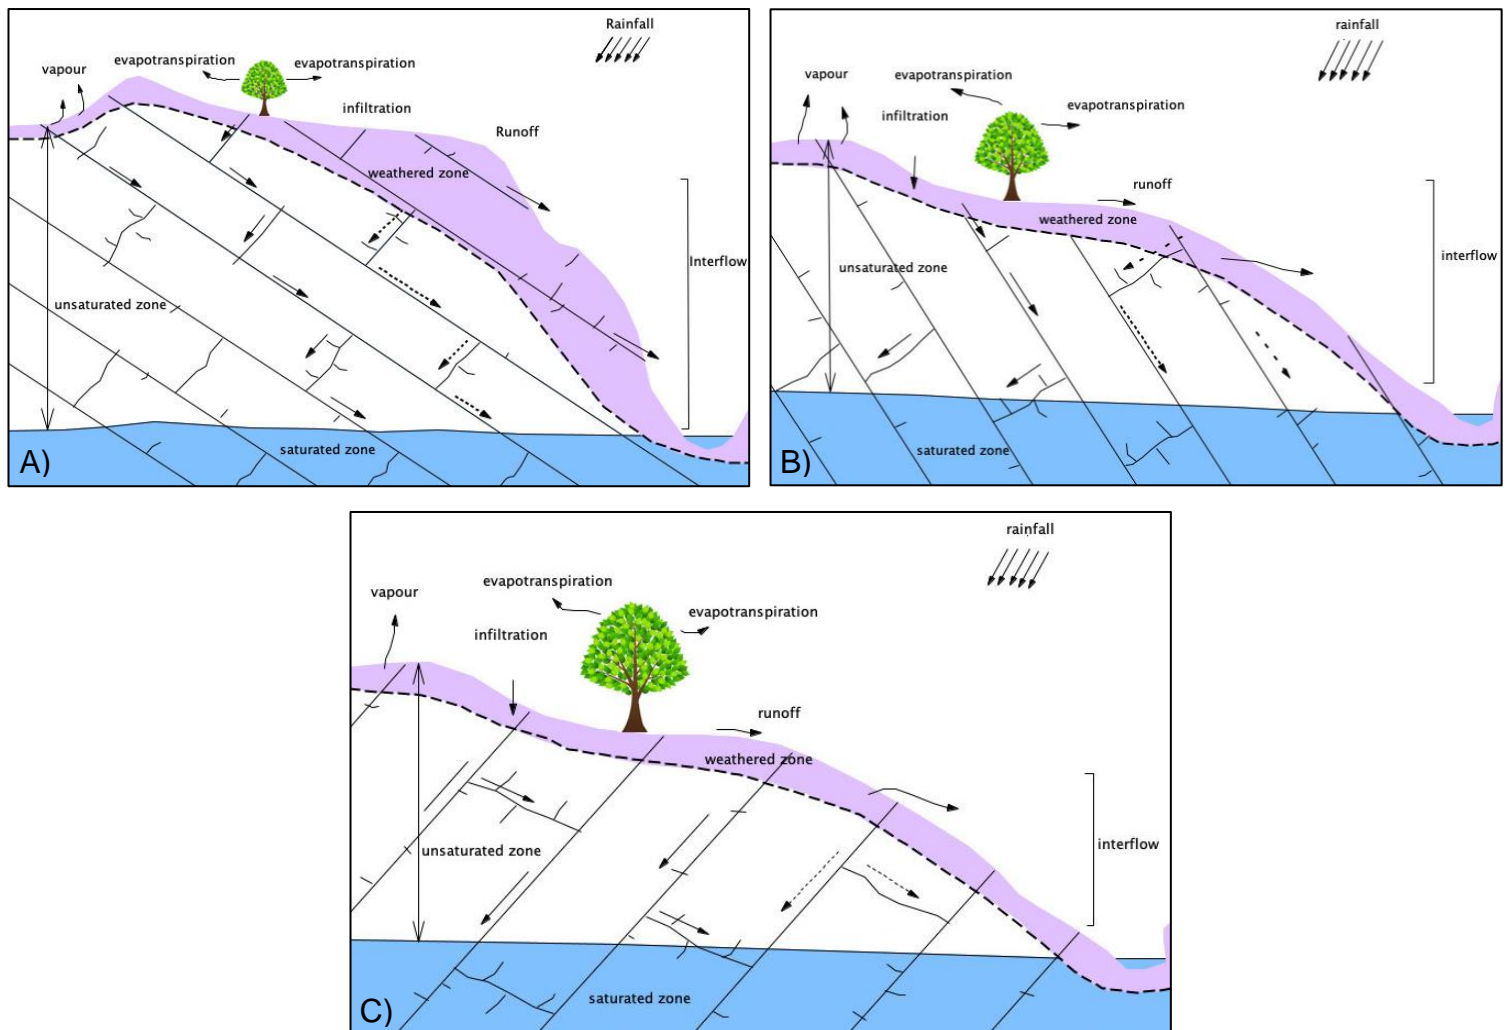 Rainfall
evapotranspiration
evapotranspiration
vapour
infiltration
Runoff
weathered zone
Interflow
unsaturated zone
saturated zone
A)
rainfall
vapour
evapotranspiration
evapotranspiration
infiltration
runoff
weathered zone
interflow
unsaturated zone
saturated zone
B)
rainfall
evapotranspiration
vapour
evapotranspiration
infiltration
runoff
weathered zone
interflow
unsaturated zone
saturated zone
C)